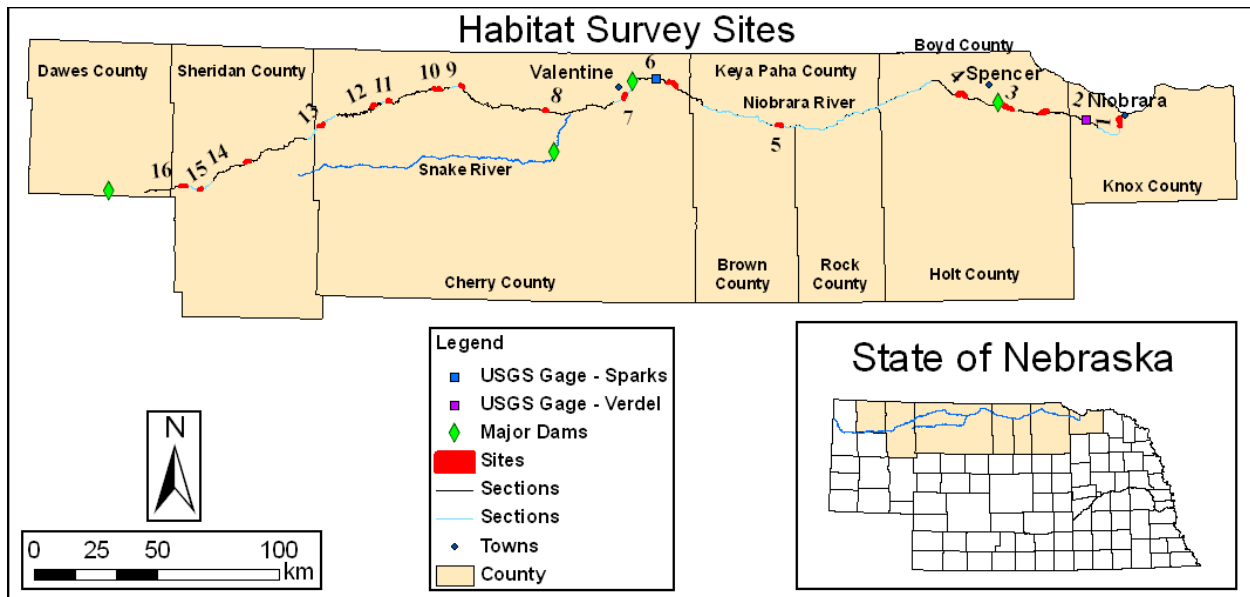 Habitat Survey Sites
Boyd County
Dawes County
Sheridan County
Valentine
6
Keya Paha County
4
Spencer
3
10
9
12
11
8
7
Niobrara River
2
Niobrara
1
13
5
16
15
14
Snake River
Knox County
Cherry County
Brown
County
Rock
County
Holt County
Legend
USGS Gage - Sparks
USGS Gage - Verdel
Major Dams
Sites
Sections
Sections
Towns
County
N
0 25 50 100
km
State of Nebraska